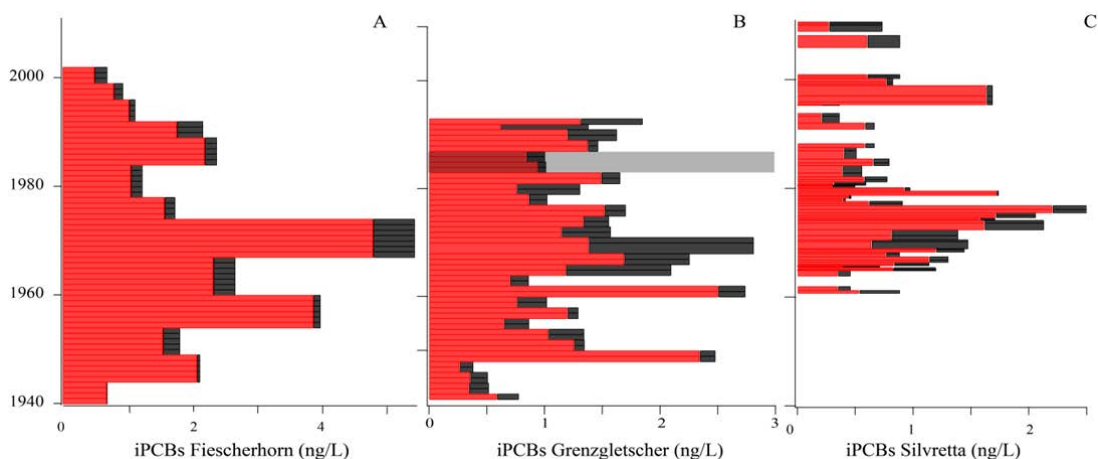 A
B
C
2000
1980
1960
1940
0 2 4
0 1 2 3
0 1 2
iPCBs Fiescherhorn (ng/L) iPCBs Grenzgletscher (ng/L) iPCBs Silvretta (ng/L)